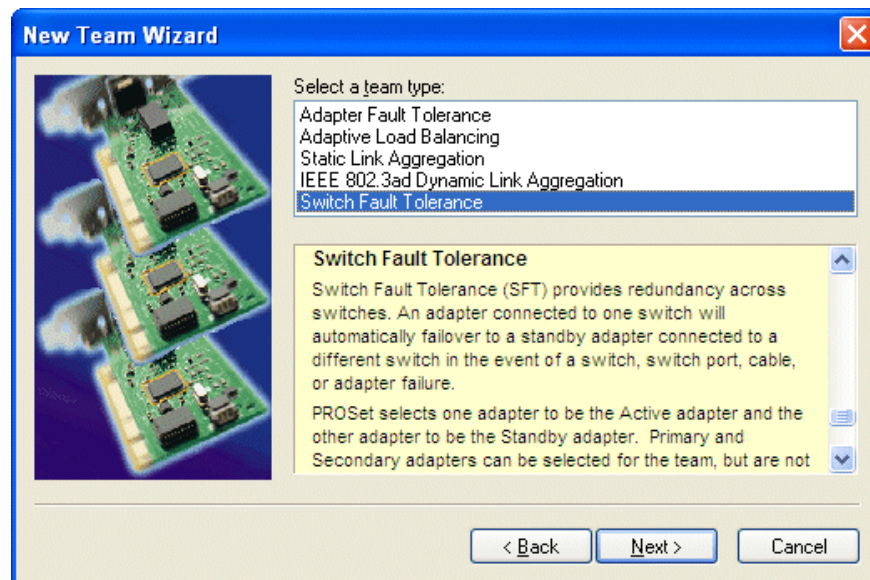 New Team Wizard
Select a team type:
Adapter Fault Tolerance
Adaptive Load Balancing
Static Link Aggregation
IEEE 802.3ad Dynamic Link Aggregation
Switch Fault Tolerance
Switch Fault Tolerance
Switch Fault Tolerance (SFT) provides redundancy across
switches. An adapter connected to one switch will
automatically failover to a standby adapter connected to a
different switch in the event of a switch, switch port, cable,
or adapter failure.
PROSet selects one adapter to be the Active adapter and the
other adapter to be the Standby adapter. Primary and
Secondary adapters can be selected for the team, but are not
< Back
Next >
Cancel